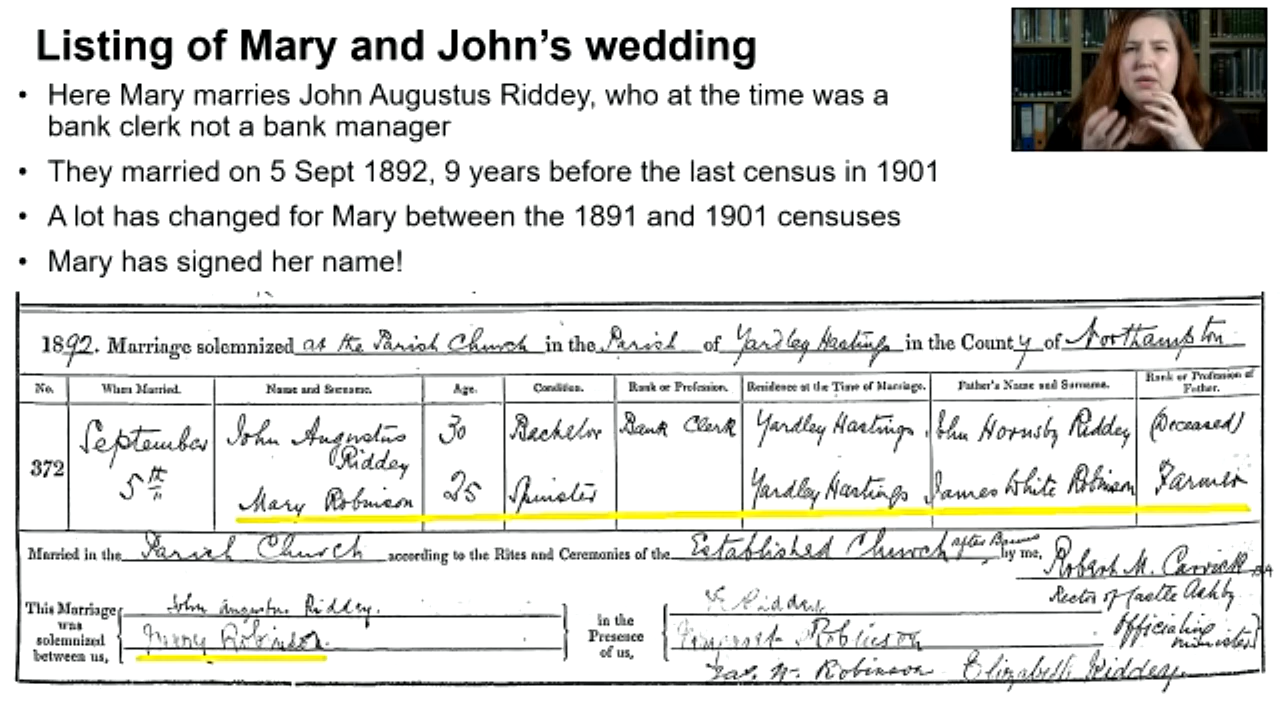 Listing of Mary and John's wedding
• Here Mary marries John Augustus Riddey, who at the time was a
bank clerk not a bank manager
• They married on 5 Sept 1892, 9 years before the last census in 1901
• A lot has changed for Mary between the 1891 and 1901 censuses
• Mary has signed her name!
1892. Marriage solemnized at the Parish Church in the Parish of Yardley Hastings in the County of Northampton
No. When Married. Name and Surname. Age. Condition. Rank or Profession. Residence at the Time of Marriage. Father's Name and Surname. Rank or Profession of Father.
372 September 5th John Augustus Riddey 30 Bachelor Bank Clerk Yardley Hastings John Hornsby Riddey (Deceased)
Mary Robinson 25 Spinster Yardley Hastings James White Robinson Farmer
Married in the Parish Church according to the Rites and Ceremonies of the Established Church after Banns by me,
Robert M. Carrick
Rector of Castle Ashby
Officiating minister
This Marriage was solemnized between us,
John Augustus Riddey.
Mary Robinson
in the Presence of us,
Riddey
Robinson
Jas. W. Robinson Elizabeth Riddey